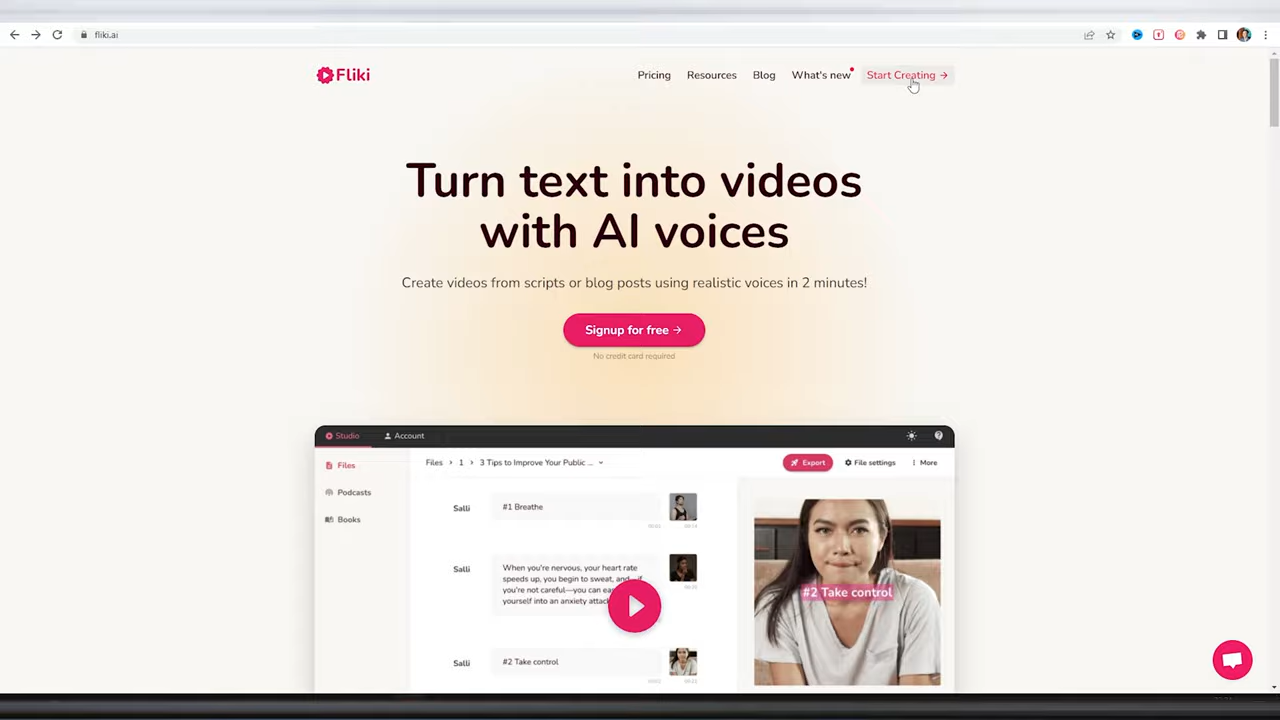 fliki.ai
Fliki
Pricing Resources Blog What's new Start Creating →
Turn text into videos
with AI voices
Create videos from scripts or blog posts using realistic voices in 2 minutes!
Signup for free →
No credit card required
Studio Account
Files Files > 1 > 3 Tips to Improve Your Public ... Export File settings More
Podcasts
Books
Salli #1 Breathe
Salli When you're nervous, your heart rate
speeds up, you begin to sweat, and—if
you're not careful—you can
yourself into an anxiety
Salli #2 Take control
#2 Take control